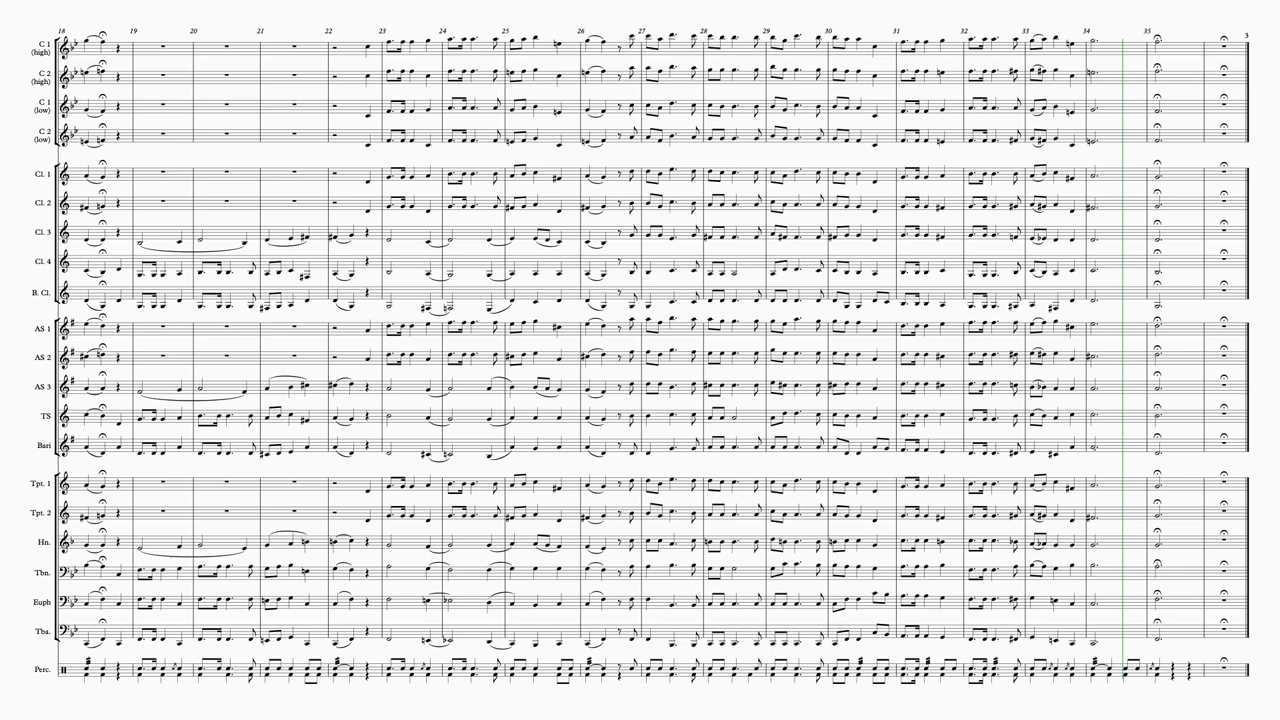 18 19 20 21 22 23 24 25 26 27 28 29 30 31 32 33 34 35 3
C 1
(high)
C 2
(high)
C 1
(low)
C 2
(low)
Cl. 1
Cl. 2
Cl. 3
Cl. 4
B. Cl.
AS 1
AS 2
AS 3
TS
Bari
Tpt. 1
Tpt. 2
Hn.
Tbn.
Euph
Tba.
Perc.